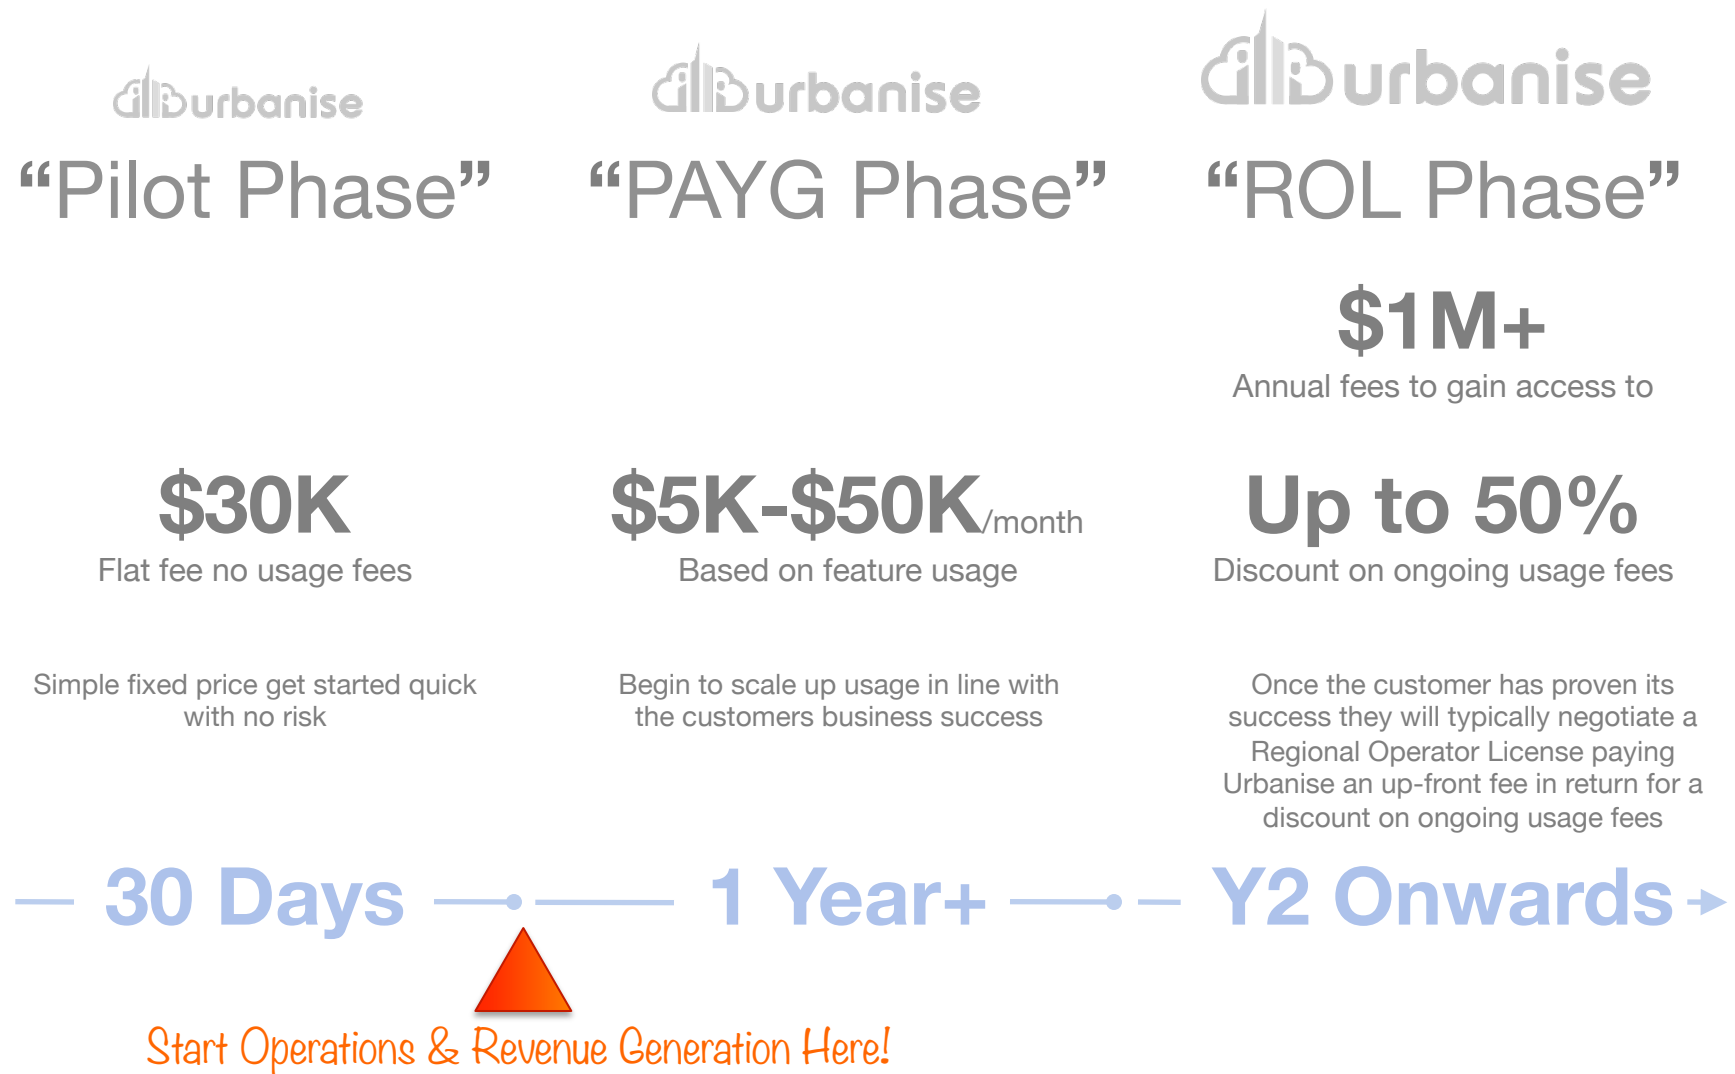 urbanise
“Pilot Phase”
$30K
Flat fee no usage fees
Simple fixed price get started quick
with no risk
30 Days
urbanise
“PAYG Phase”
$5K-$50K/month
Based on feature usage
Begin to scale up usage in line with
the customers business success
1 Year+
urbanise
“ROL Phase”
$1M+
Annual fees to gain access to
Up to 50%
Discount on ongoing usage fees
Once the customer has proven its
success they will typically negotiate a
Regional Operator License paying
Urbanise an up-front fee in return for a
discount on ongoing usage fees
Y2 Onwards
Start Operations & Revenue Generation Here!